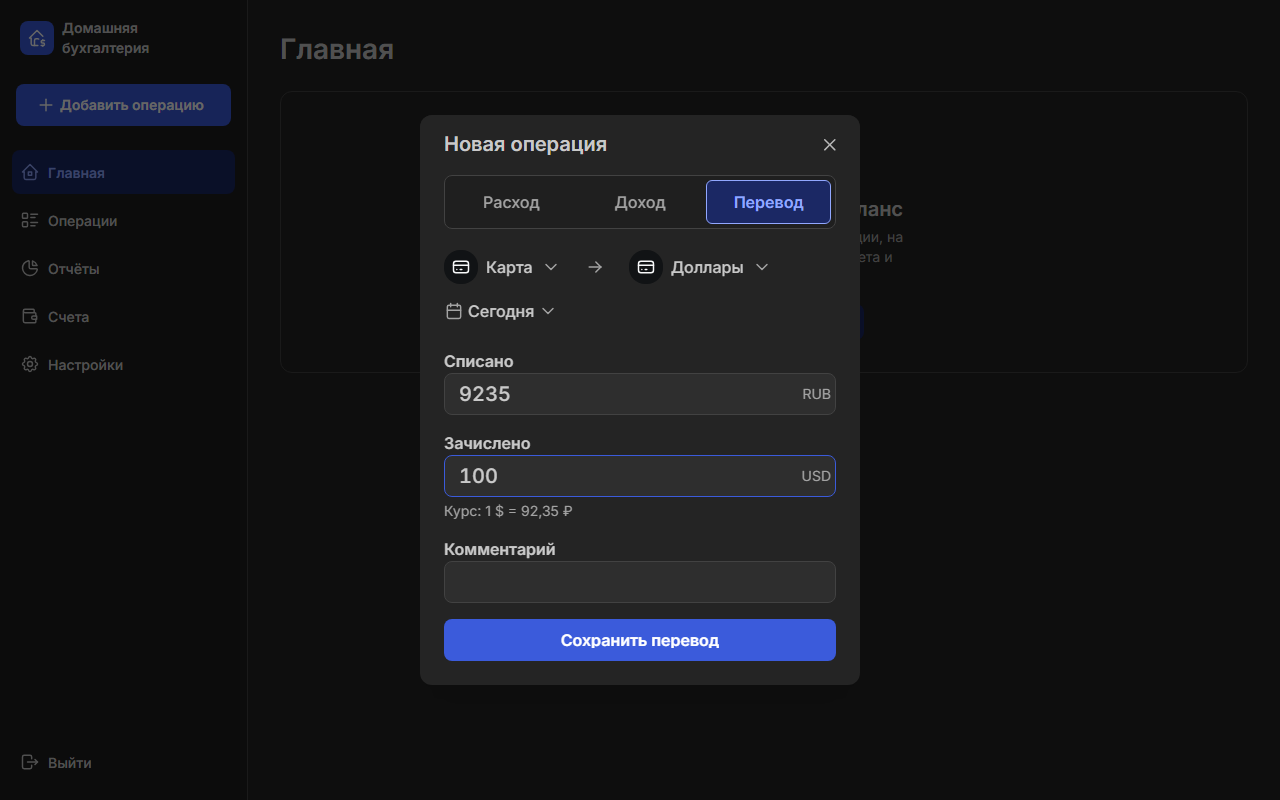 Домашняя
бухгалтерия
Добавить операцию
Главная
Операции
Отчёты
Счета
Настройки
Выйти
Главная
Новая операция
Расход
Доход
Перевод
Карта
Доллары
Сегодня
Списано
9235 RUB
Зачислено
100 USD
Курс: 1 $ = 92,35 ₽
Комментарий
Сохранить перевод